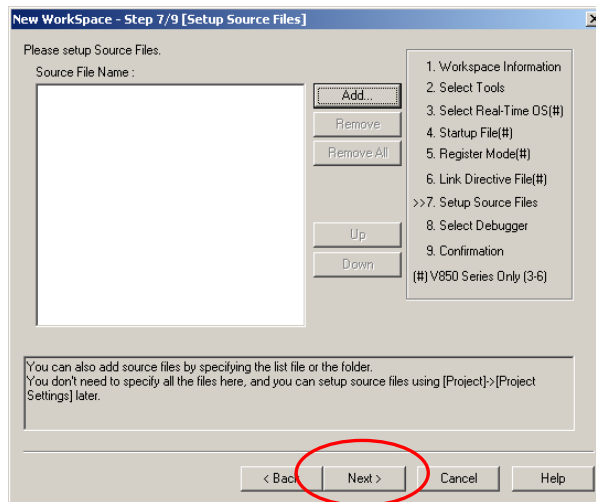 New WorkSpace - Step 7/9 [Setup Source Files]
Please setup Source Files.
Source File Name :
Add...
Remove
Remove All
Up
Down
1. Workspace Information
2. Select Tools
3. Select Real-Time OS(#)
4. Startup File(#)
5. Register Mode(#)
6. Link Directive File(#)
>>7. Setup Source Files
8. Select Debugger
9. Confirmation
(#) V850 Series Only (3-6)
You can also add source files by specifying the list file or the folder.
You don't need to specify all the files here, and you can setup source files using [Project]->[Project
Settings] later.
< Back
Next >
Cancel
Help